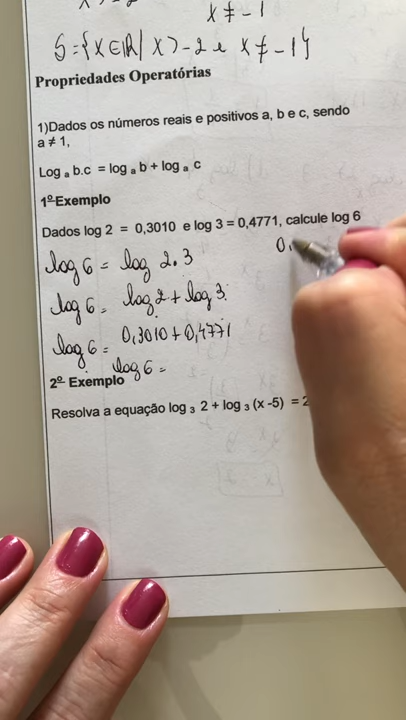 x ≠ -1
S = {x ∈ ℝ | x > -2 e x ≠ -1}
Propriedades Operatórias
1)Dados os números reais e positivos a, b e c, sendo
a ≠ 1,
Log a b.c = log a b + log a c
1ºExemplo
Dados log 2 = 0,3010 e log 3 = 0,4771, calcule log 6
0,
log 6 = log 2.3
log 6 = log 2 + log 3
log 6 = 0,3010 + 0,4771
log 6 =
2º Exemplo
Resolva a equação log 3 2 + log 3 (x -5) = 2